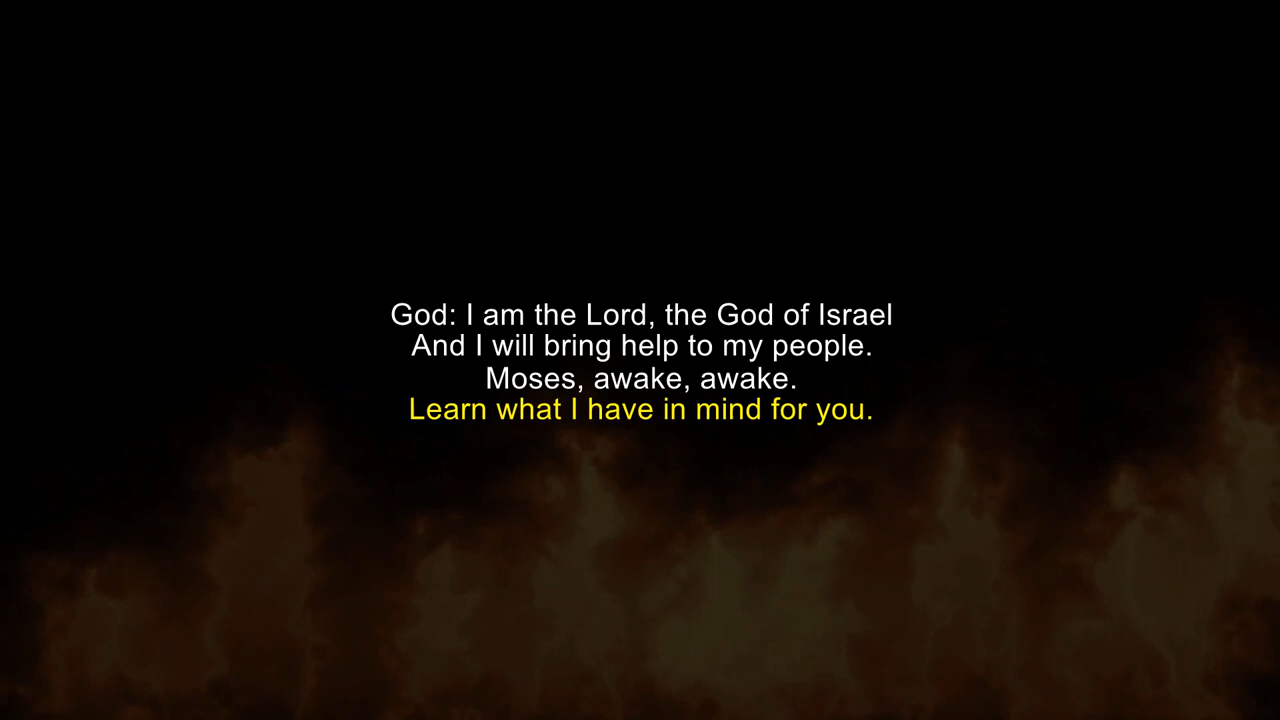 God: I am the Lord, the God of Israel
And I will bring help to my people.
Moses, awake, awake.
Learn what I have in mind for you.